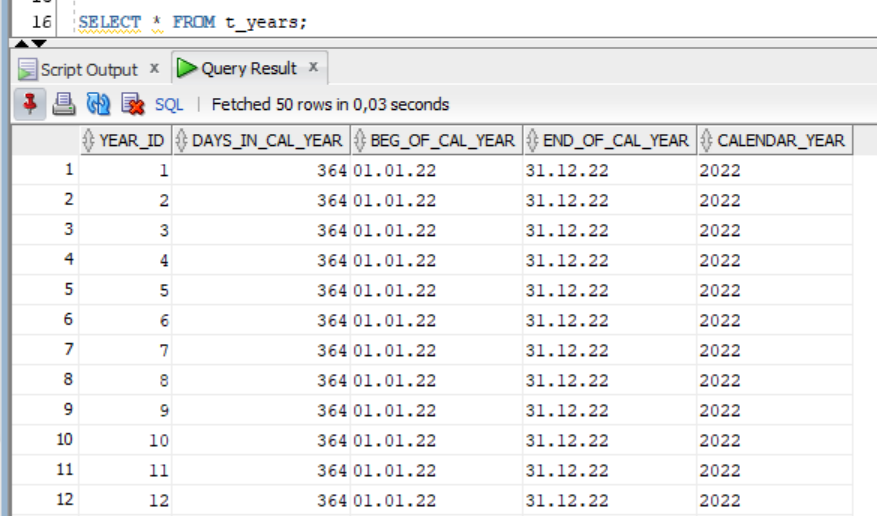 16 SELECT * FROM t_years;
Script Output x Query Result x
SQL | Fetched 50 rows in 0,03 seconds
YEAR_ID DAYS_IN_CAL_YEAR BEG_OF_CAL_YEAR END_OF_CAL_YEAR CALENDAR_YEAR
1 1 364 01.01.22 31.12.22 2022
2 2 364 01.01.22 31.12.22 2022
3 3 364 01.01.22 31.12.22 2022
4 4 364 01.01.22 31.12.22 2022
5 5 364 01.01.22 31.12.22 2022
6 6 364 01.01.22 31.12.22 2022
7 7 364 01.01.22 31.12.22 2022
8 8 364 01.01.22 31.12.22 2022
9 9 364 01.01.22 31.12.22 2022
10 10 364 01.01.22 31.12.22 2022
11 11 364 01.01.22 31.12.22 2022
12 12 364 01.01.22 31.12.22 2022